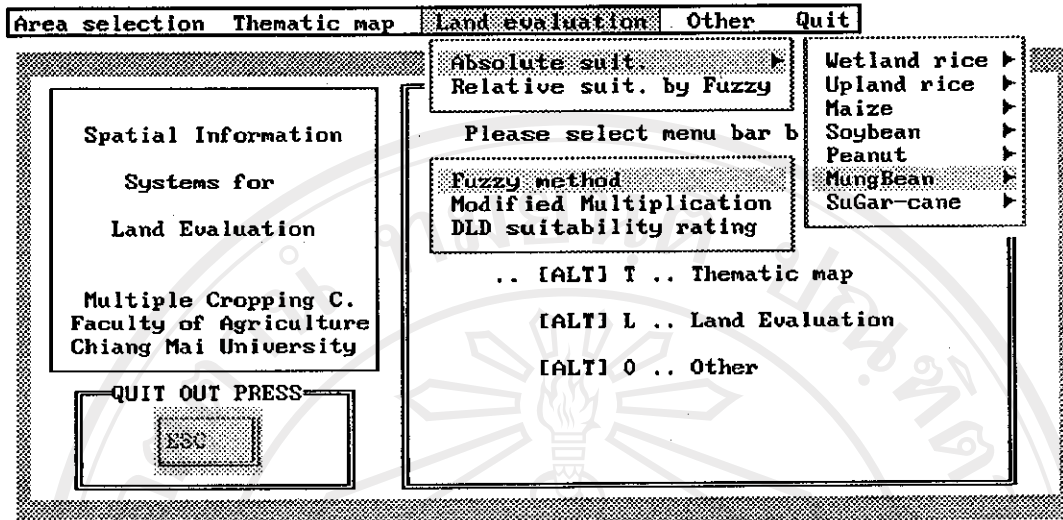 Area selection Thematic map Land evaluation Other Quit
Absolute suit.
Relative suit. by Fuzzy
Wetland rice
Upland rice
Maize
Soybean
Peanut
MungBean
SuGar-cane
Please select menu bar b
Fuzzy method
Modified Multiplication
DLD suitability rating
.. [ALT] T .. Thematic map
[ALT] L .. Land Evaluation
[ALT] O .. Other
Spatial Information
Systems for
Land Evaluation
Multiple Cropping C.
Faculty of Agriculture
Chiang Mai University
QUIT OUT PRESS
ESC